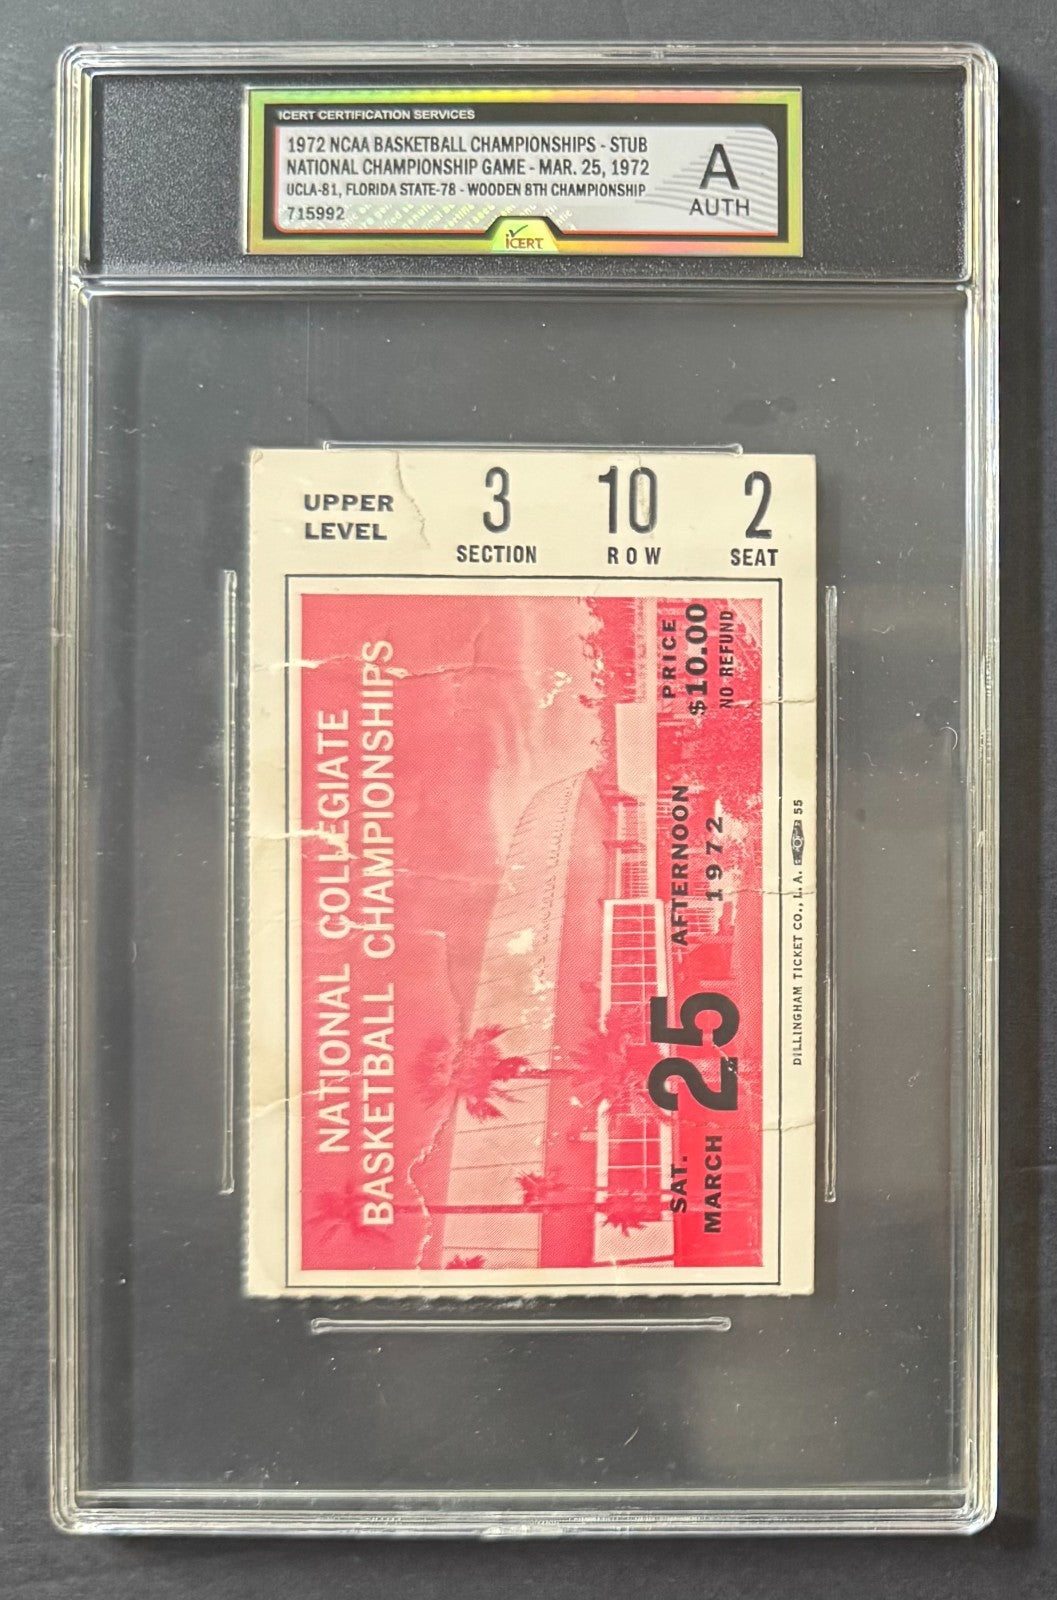 ICERT CERTIFICATION SERVICES
1972 NCAA BASKETBALL CHAMPIONSHIPS - STUB
NATIONAL CHAMPIONSHIP GAME - MAR. 25, 1972
UCLA-81, FLORIDA STATE-78 - WOODEN 8TH CHAMPIONSHIP
715992
A
AUTH
iCERT
UPPER
LEVEL
3
SECTION
10
ROW
2
SEAT
NATIONAL COLLEGIATE
BASKETBALL CHAMPIONSHIPS
SAT.
MARCH
25
AFTERNOON
1972
PRICE
$10.00
NO REFUND
DILLINGHAM TICKET CO., L.A.
55